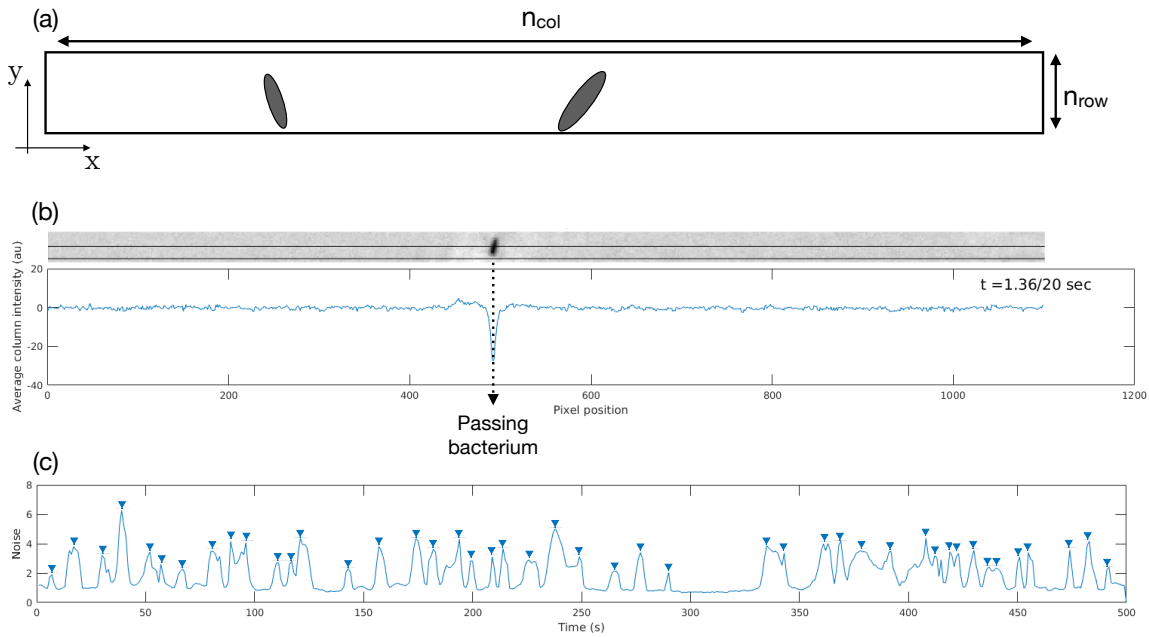 (a)
n_col
y
n_row
x
(b)
Average column intensity (au)
20
0
-20
-40
t =1.36/20 sec
0 200 400 600 800 1000 1200
Pixel position
Passing
bacterium
(c)
Noise
8
6
4
2
0
0 50 100 150 200 250 300 350 400 450 500
Time (s)